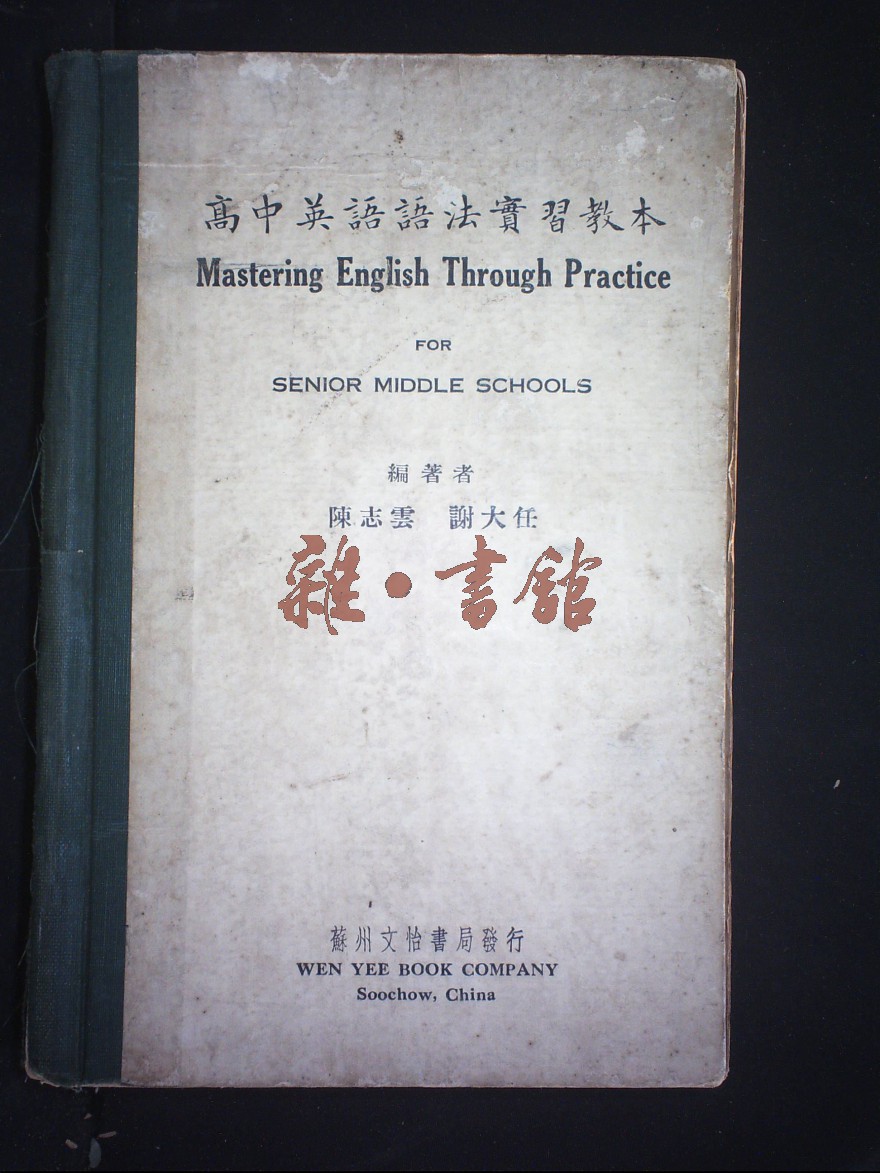 高中英語語法實習教本
Mastering English Through Practice
FOR
SENIOR MIDDLE SCHOOLS
編著者
陳志雲 謝大任
雜·書館
蘇州文怡書局發行
WEN YEE BOOK COMPANY
Soochow, China